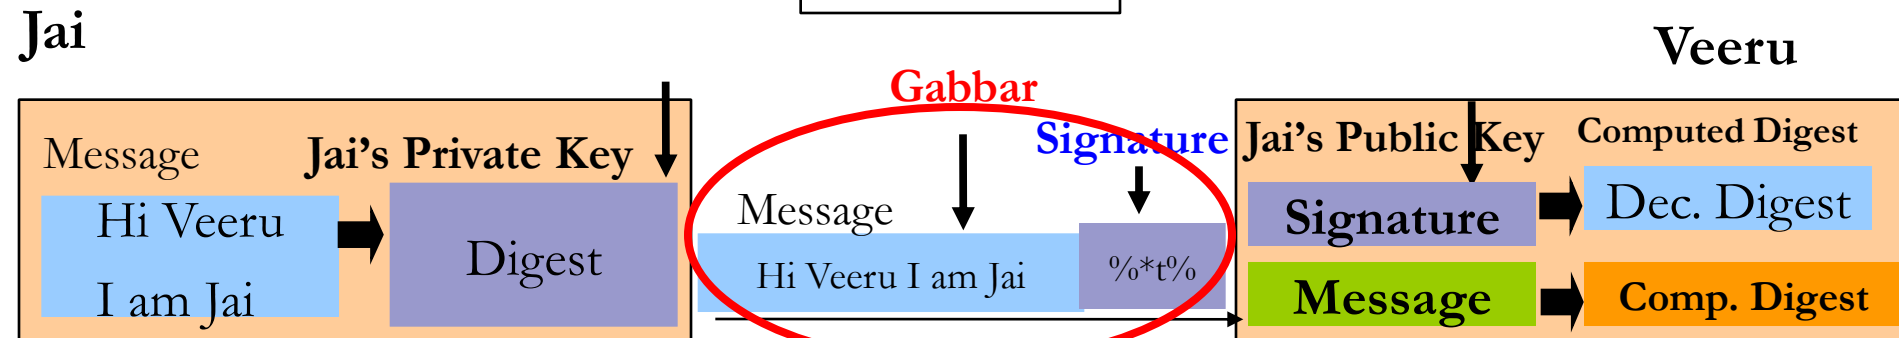 Jai
Veeru
Gabbar
Message
Jai's Private Key
Hi Veeru
I am Jai
Digest
Signature
Message
Hi Veeru I am Jai
%*t%
Jai's Public Key
Computed Digest
Signature
Dec. Digest
Message
Comp. Digest